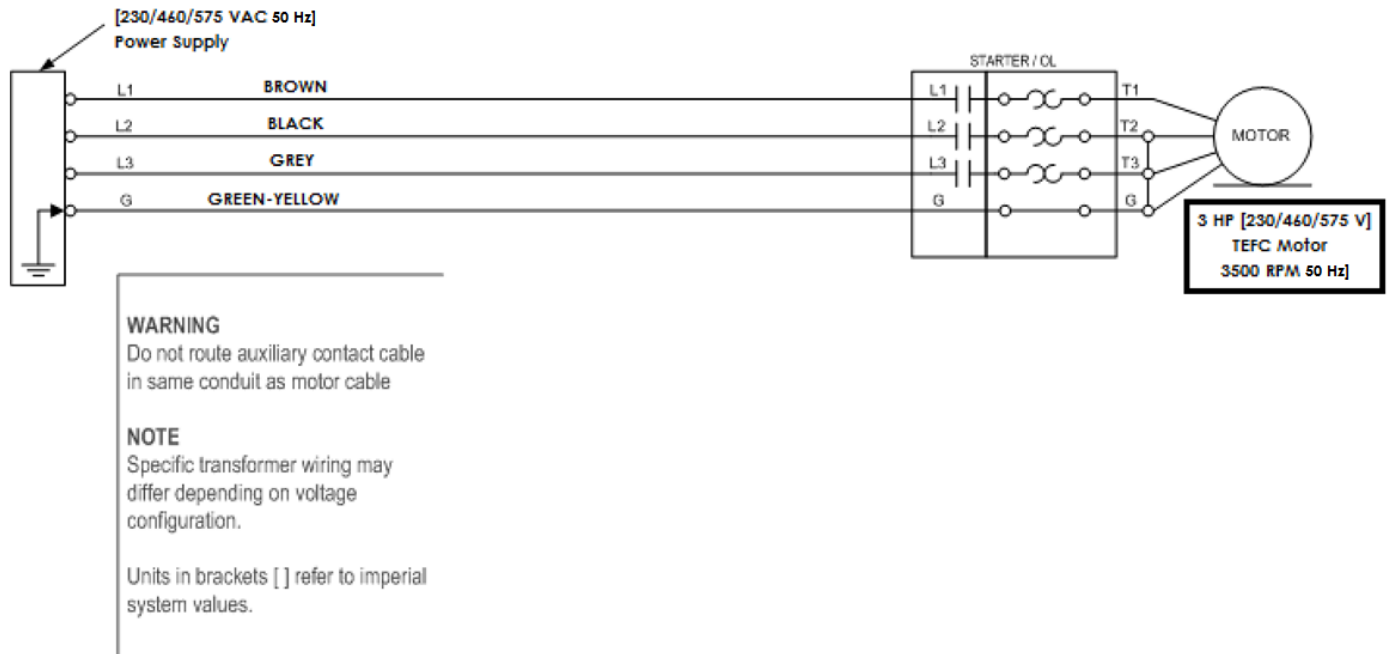 [230/460/575 VAC 50 Hz]
Power Supply
STARTER / OL
L1
BROWN
L1
T1
L2
BLACK
L2
T2
MOTOR
L3
GREY
L3
T3
G
GREEN-YELLOW
G
G
3 HP [230/460/575 V]
TEFC Motor
3500 RPM 50 Hz]
WARNING
Do not route auxiliary contact cable
in same conduit as motor cable
NOTE
Specific transformer wiring may
differ depending on voltage
configuration.
Units in brackets [ ] refer to imperial
system values.